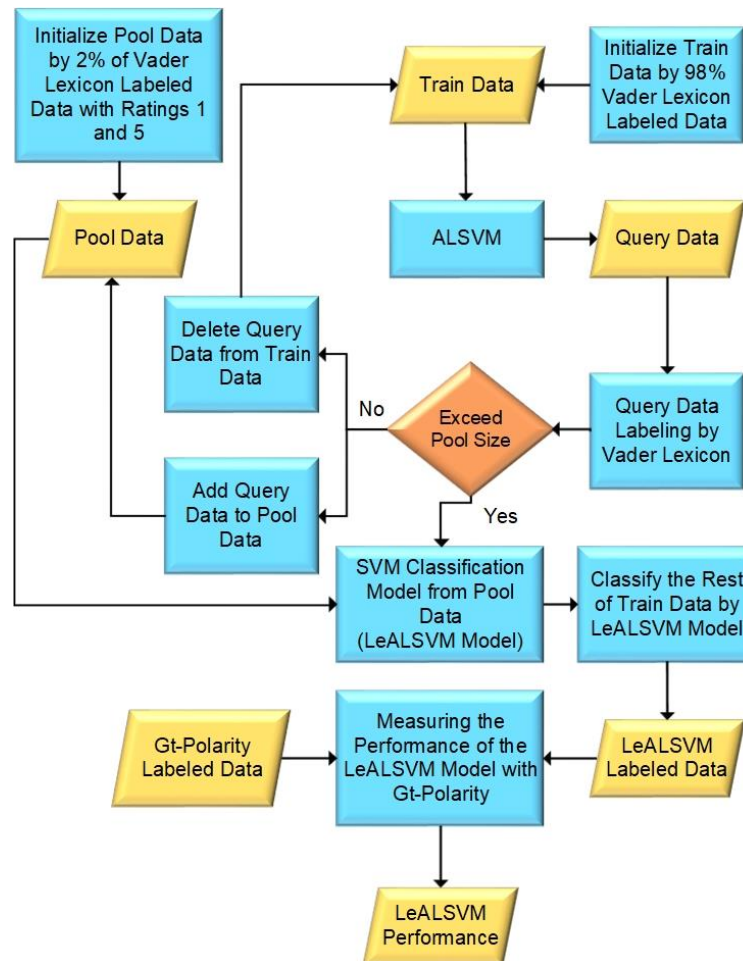 Initialize Pool Data
by 2% of Vader
Lexicon Labeled
Data with Ratings 1
and 5
Train Data
Initialize Train
Data by 98%
Vader Lexicon
Labeled Data
Pool Data
ALSVM
Query Data
Delete Query
Data from Train
Data
No
Exceed
Pool Size
Query Data
Labeling by
Vader Lexicon
Add Query
Data to Pool
Data
Yes
SVM Classification
Model from Pool
Data
(LeALSVM Model)
Classify the Rest
of Train Data by
LeALSVM Model
Gt-Polarity
Labeled Data
Measuring the
Performance of the
LeALSVM Model with
Gt-Polarity
LeALSVM
Labeled Data
LeALSVM
Performance